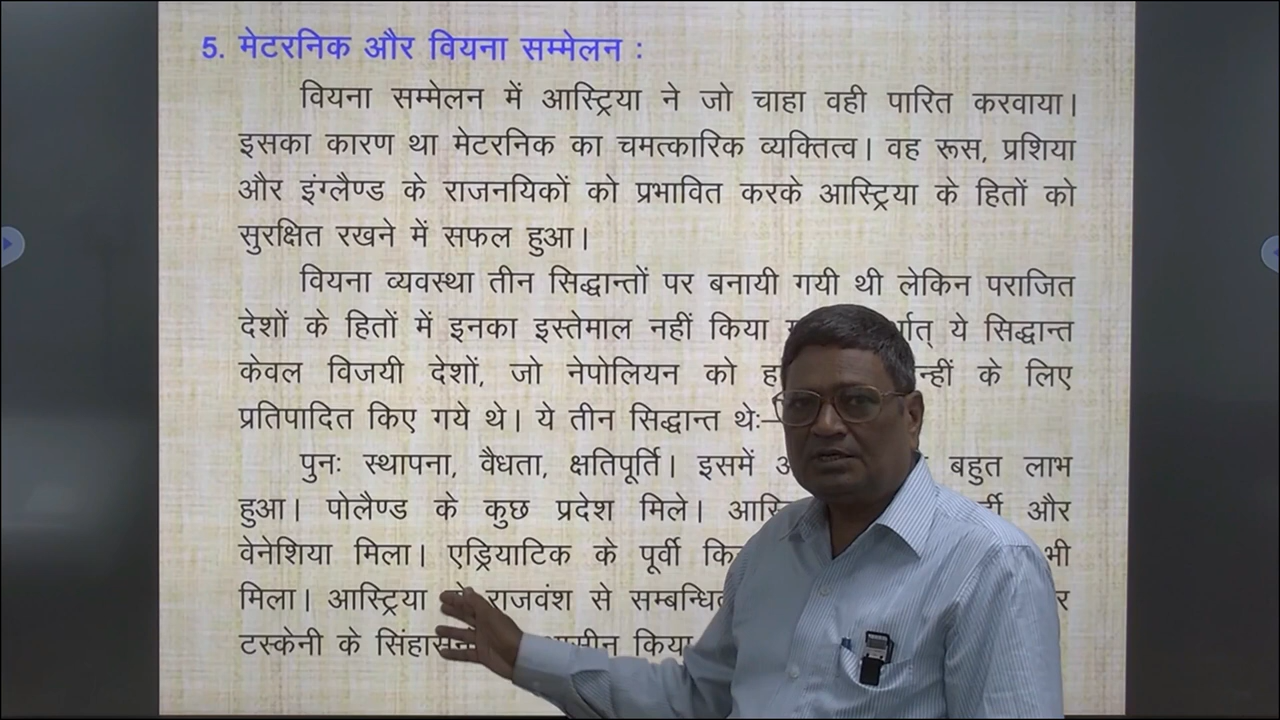 5. मेटरनिक और वियना सम्मेलन :
वियना सम्मेलन में आस्ट्रिया ने जो चाहा वही पारित करवाया।
इसका कारण था मेटरनिक का चमत्कारिक व्यक्तित्व। वह रूस, प्रशिया
और इंग्लैण्ड के राजनयिकों को प्रभावित करके आस्ट्रिया के हितों को
सुरक्षित रखने में सफल हुआ।
वियना व्यवस्था तीन सिद्धान्तों पर बनायी गयी थी लेकिन पराजित
देशों के हितों में इनका इस्तेमाल नहीं किया ये सिद्धान्त
केवल विजयी देशों, जो नेपोलियन को के लिए
प्रतिपादित किए गये थे। ये तीन सिद्धान्त थेः–
पुनः स्थापना, वैधता, क्षतिपूर्ति। इसमें बहुत लाभ
हुआ। पोलैण्ड के कुछ प्रदेश मिले। और
वेनेशिया मिला। एड्रियाटिक के पूर्वी भी
मिला। आस्ट्रिया राजवंश से
टस्केनी के किया